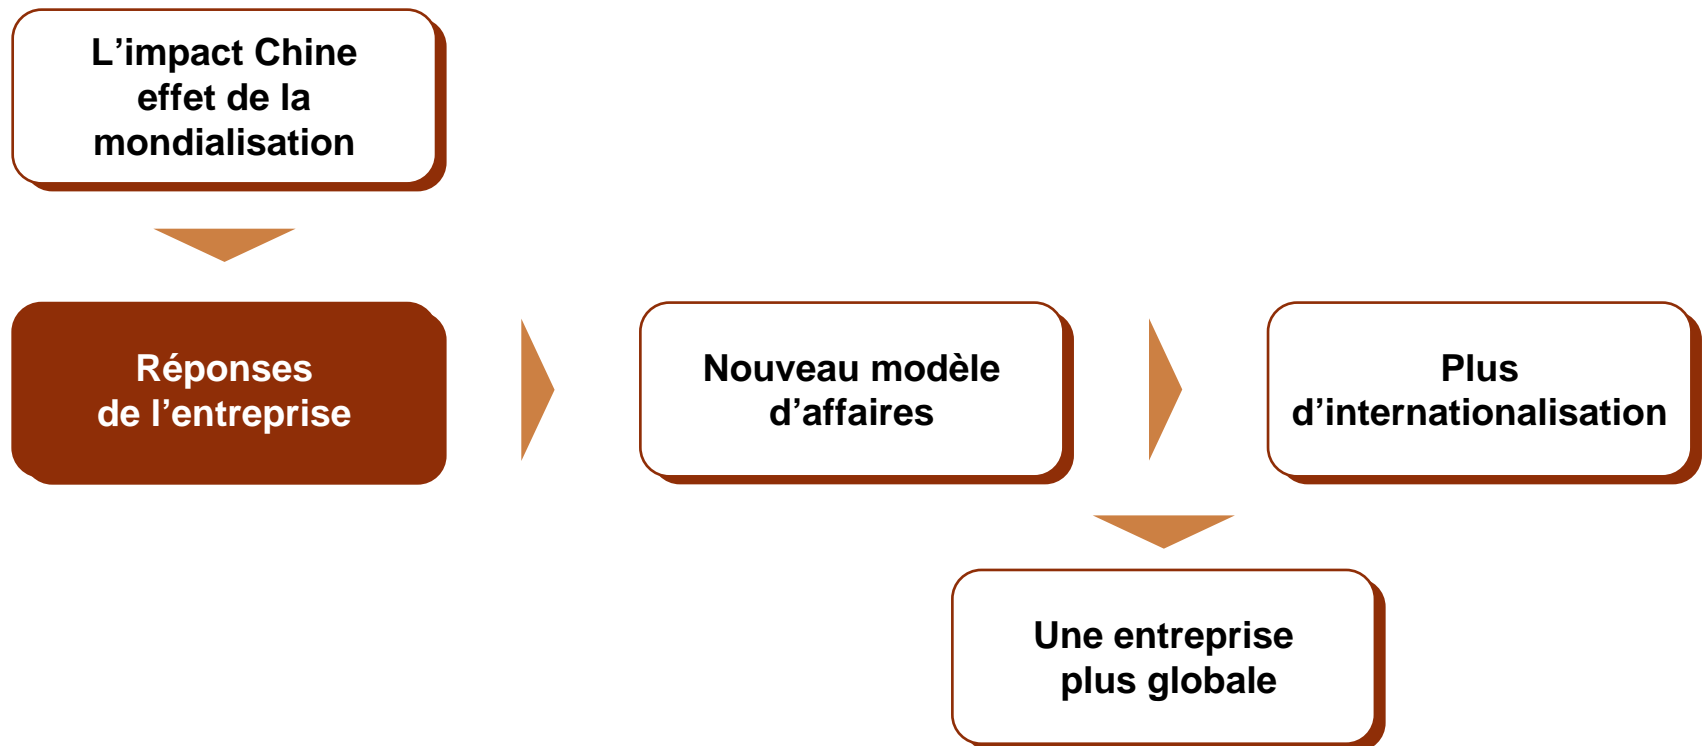 L’impact Chine
effet de la
mondialisation
Réponses
de l’entreprise
Nouveau modèle
d’affaires
Plus
d’internationalisation
Une entreprise
plus globale